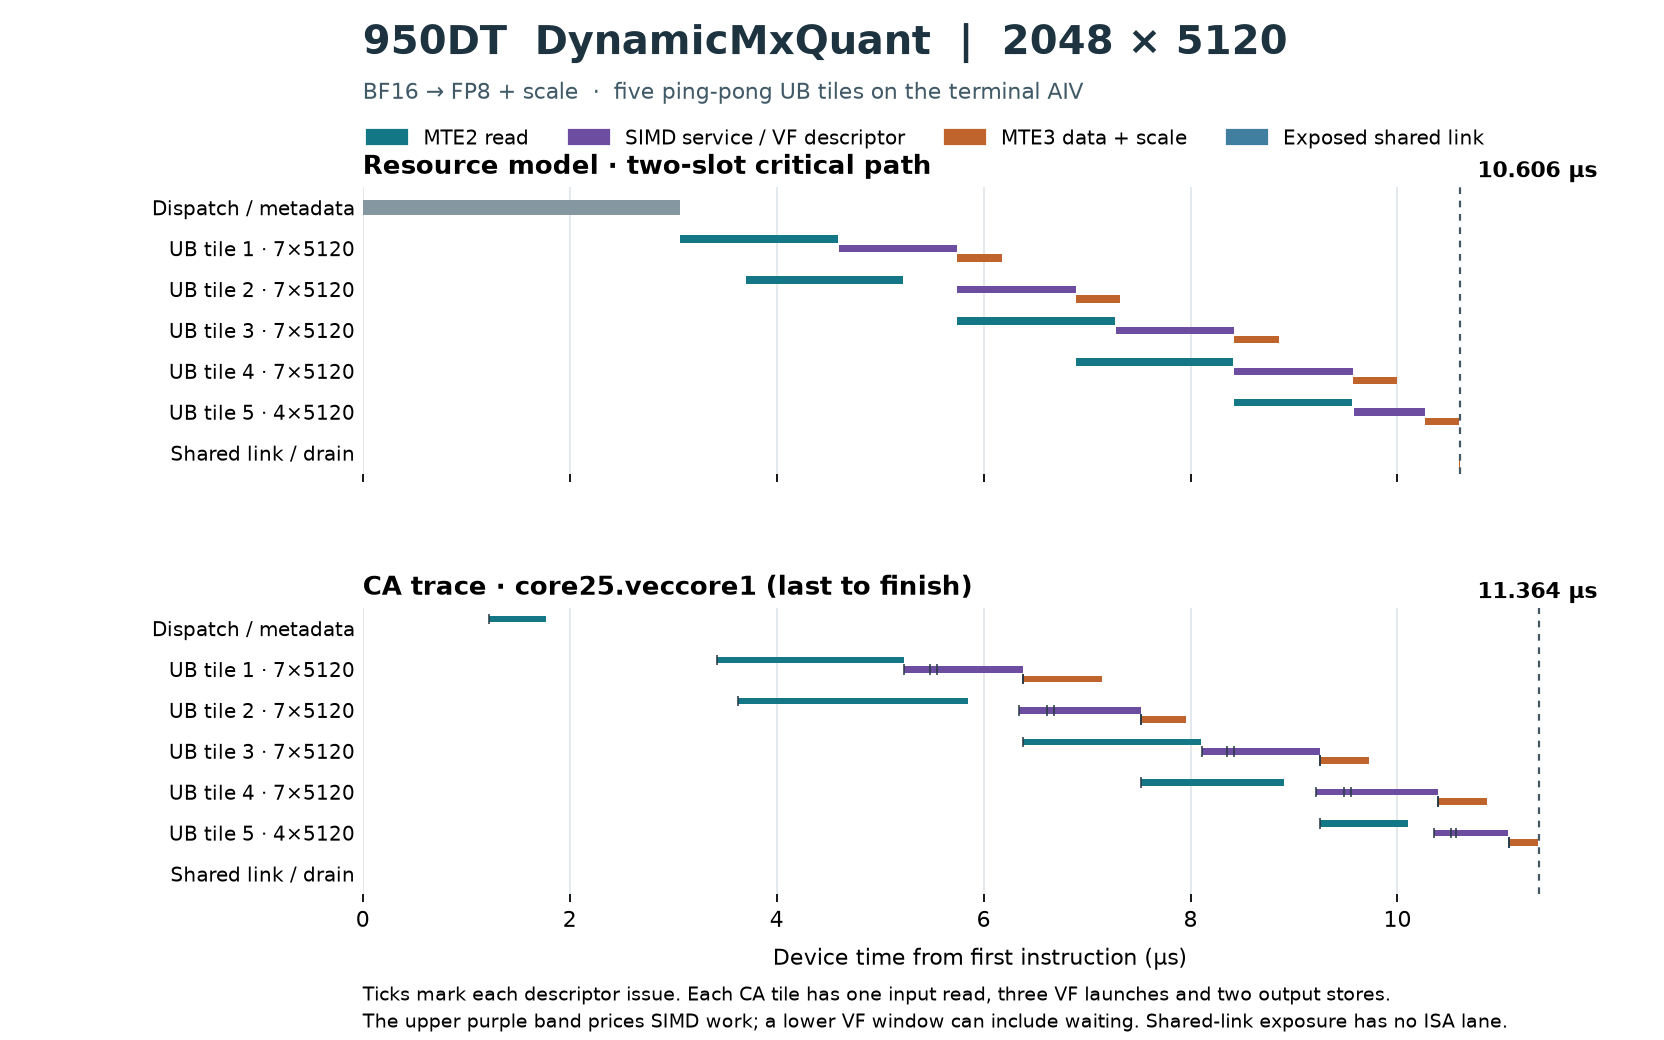 950DT DynamicMxQuant | 2048 × 5120
BF16 → FP8 + scale · five ping-pong UB tiles on the terminal AIV
MTE2 read SIMD service / VF descriptor MTE3 data + scale Exposed shared link
Resource model · two-slot critical path
10.606 µs
Dispatch / metadata
UB tile 1 · 7×5120
UB tile 2 · 7×5120
UB tile 3 · 7×5120
UB tile 4 · 7×5120
UB tile 5 · 4×5120
Shared link / drain
CA trace · core25.veccore1 (last to finish)
11.364 µs
Dispatch / metadata
UB tile 1 · 7×5120
UB tile 2 · 7×5120
UB tile 3 · 7×5120
UB tile 4 · 7×5120
UB tile 5 · 4×5120
Shared link / drain
0 2 4 6 8 10
Device time from first instruction (µs)
Ticks mark each descriptor issue. Each CA tile has one input read, three VF launches and two output stores.
The upper purple band prices SIMD work; a lower VF window can include waiting. Shared-link exposure has no ISA lane.